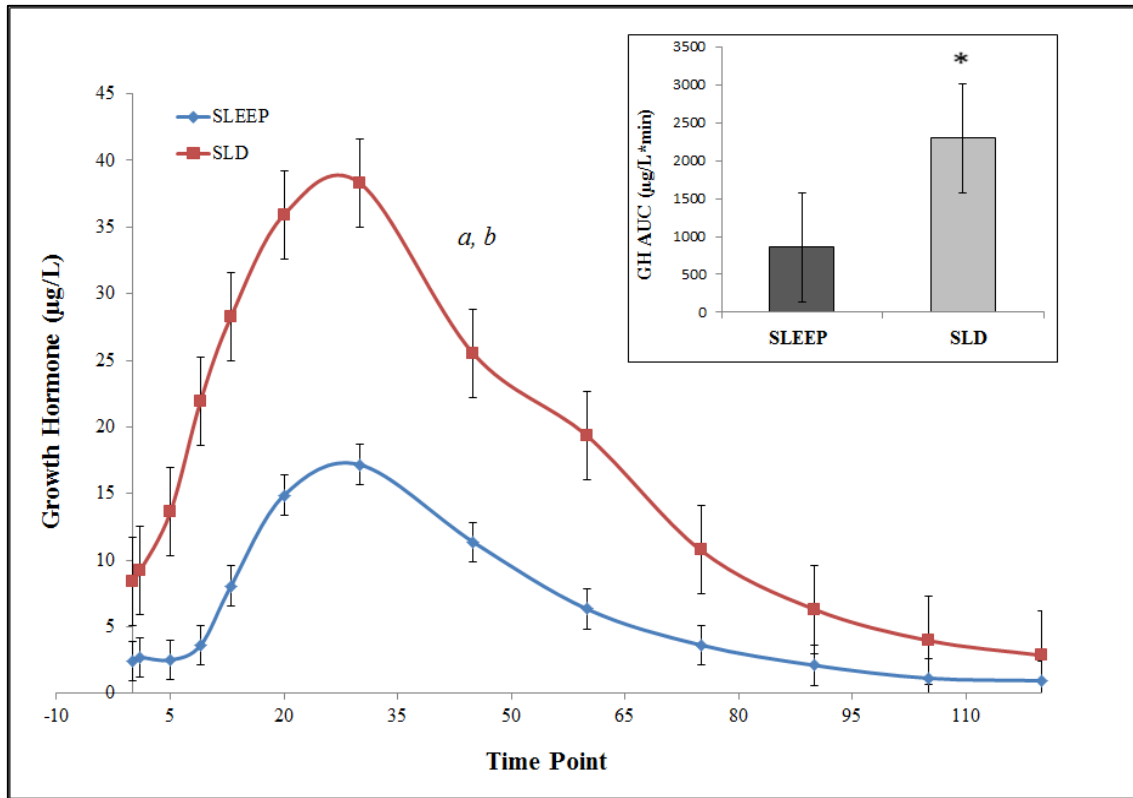 45
40
35
30
25
20
15
10
5
0
Growth Hormone (µg/L)
SLEEP
SLD
a, b
-10 5 20 35 50 65 80 95 110
Time Point
3500
3000
2500
2000
1500
1000
500
0
GH AUC (µg/L*min)
*
SLEEP SLD